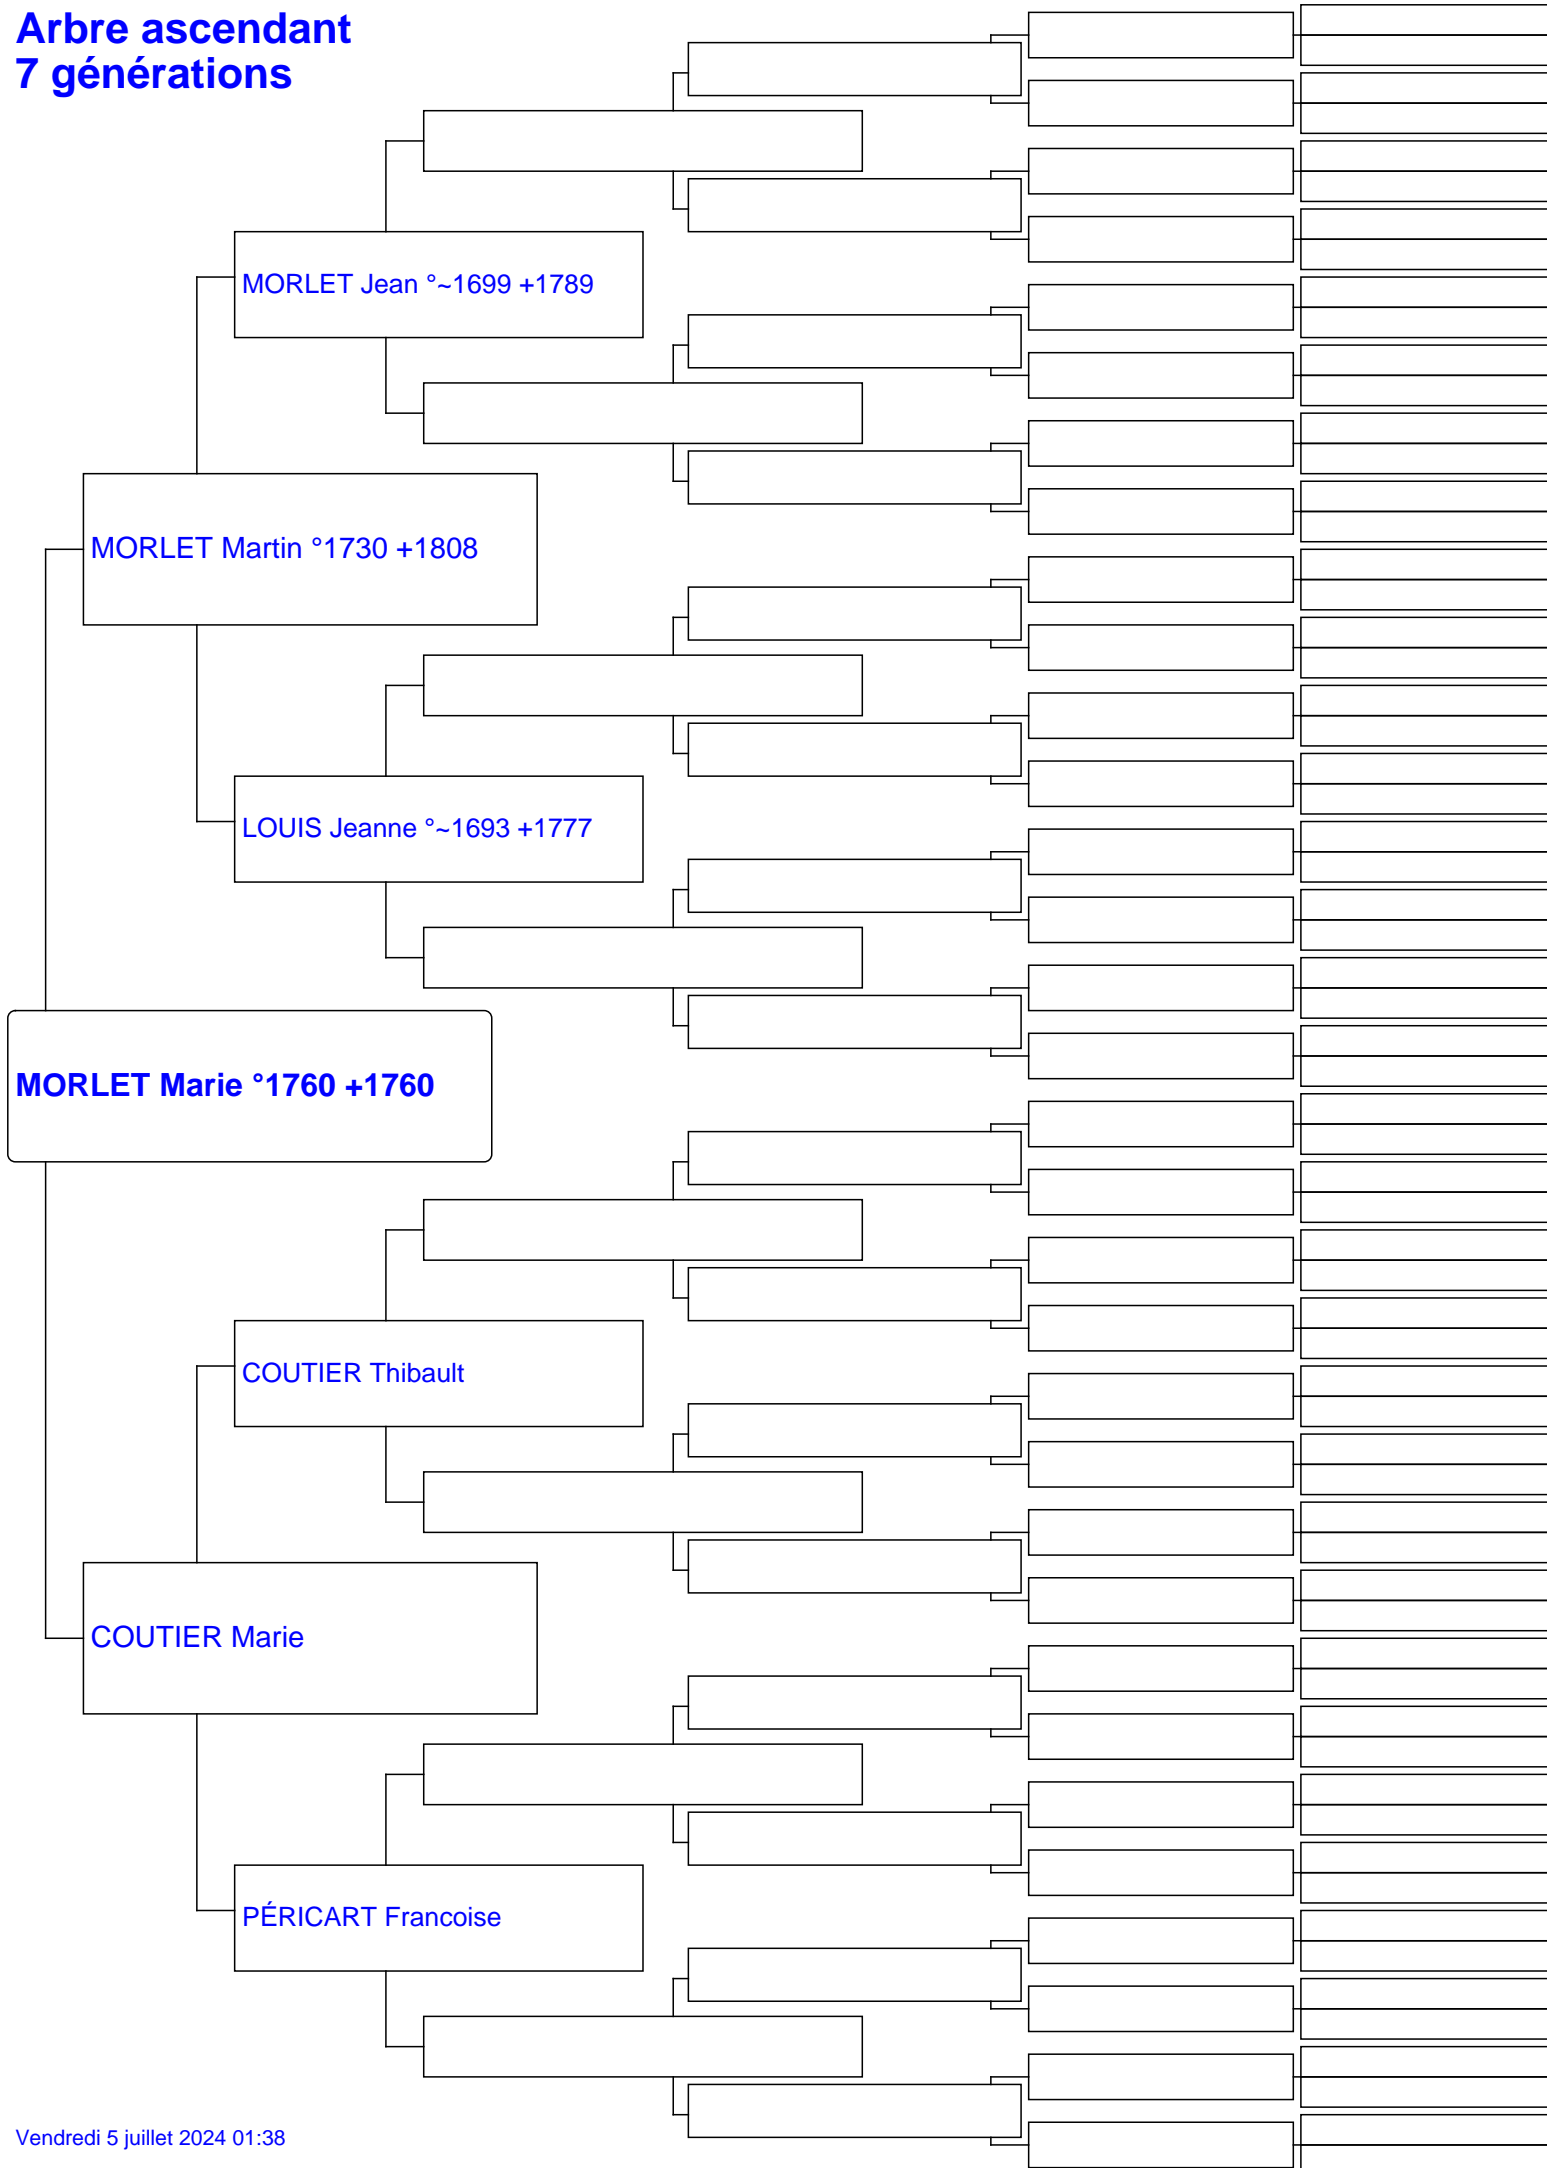 Arbre ascendant
7 générations
MORLET Jean °~1699 +1789
MORLET Martin °1730 +1808
LOUIS Jeanne °~1693 +1777
MORLET Marie °1760 +1760
COUTIER Thibault
COUTIER Marie
PÉRICART Francoise
Vendredi 5 juillet 2024 01:38